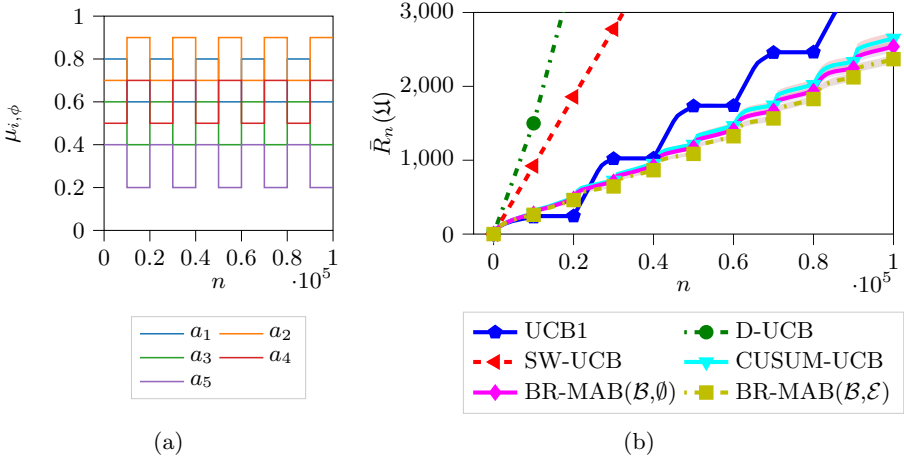 1
0.8
0.6
0.4
0.2
0
μ_{i,ϕ}
0 0.2 0.4 0.6 0.8 1
n
·10^5
a_1 a_2
a_3 a_4
a_5
(a)
3,000
2,000
1,000
0
R̄_n(𝔘)
0 0.2 0.4 0.6 0.8 1
n
·10^5
UCB1 D-UCB
SW-UCB CUSUM-UCB
BR-MAB(ℬ,∅) BR-MAB(ℬ,ℰ)
(b)